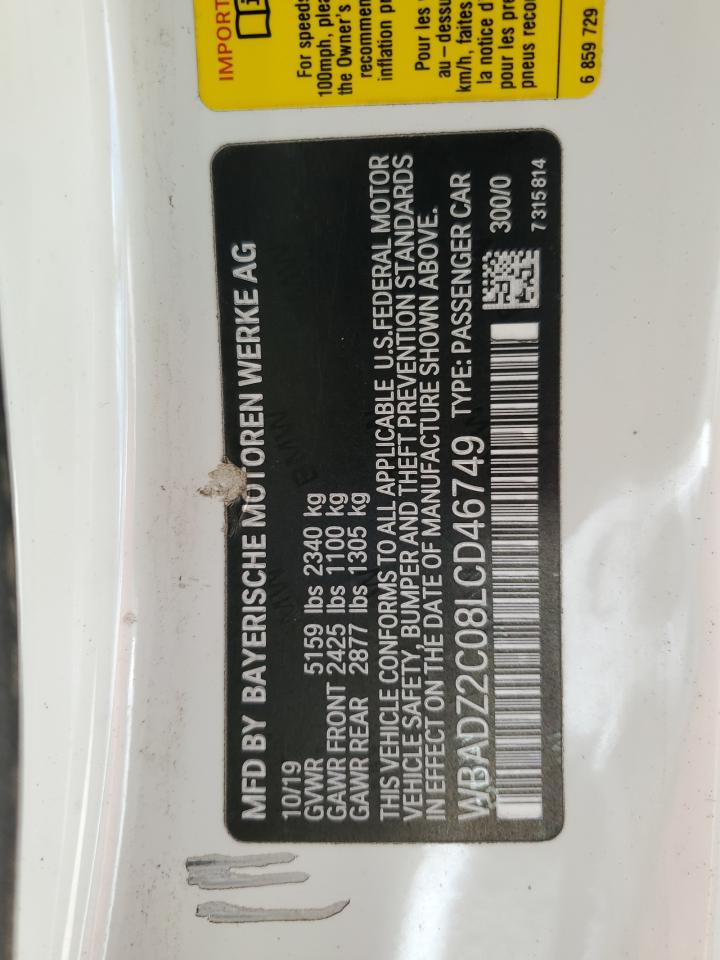 IMPORT
For speeds
100mph, plea
the Owner's
recommen
inflation p
Pour les
au-dessu
km/h, faites
la notice d'
pour les pre
pneus reco
6 859 729
MFD BY BAYERISCHE MOTOREN WERKE AG
10/19
GVWR 5159 lbs 2340 kg
GAWR FRONT 2425 lbs 1100 kg
GAWR REAR 2877 lbs 1305 kg
THIS VEHICLE CONFORMS TO ALL APPLICABLE U.S.FEDERAL MOTOR
VEHICLE SAFETY, BUMPER AND THEFT PREVENTION STANDARDS
IN EFFECT ON THE DATE OF MANUFACTURE SHOWN ABOVE.
WBADZ2C08LCD46749 TYPE: PASSENGER CAR
300/0
7 315 814